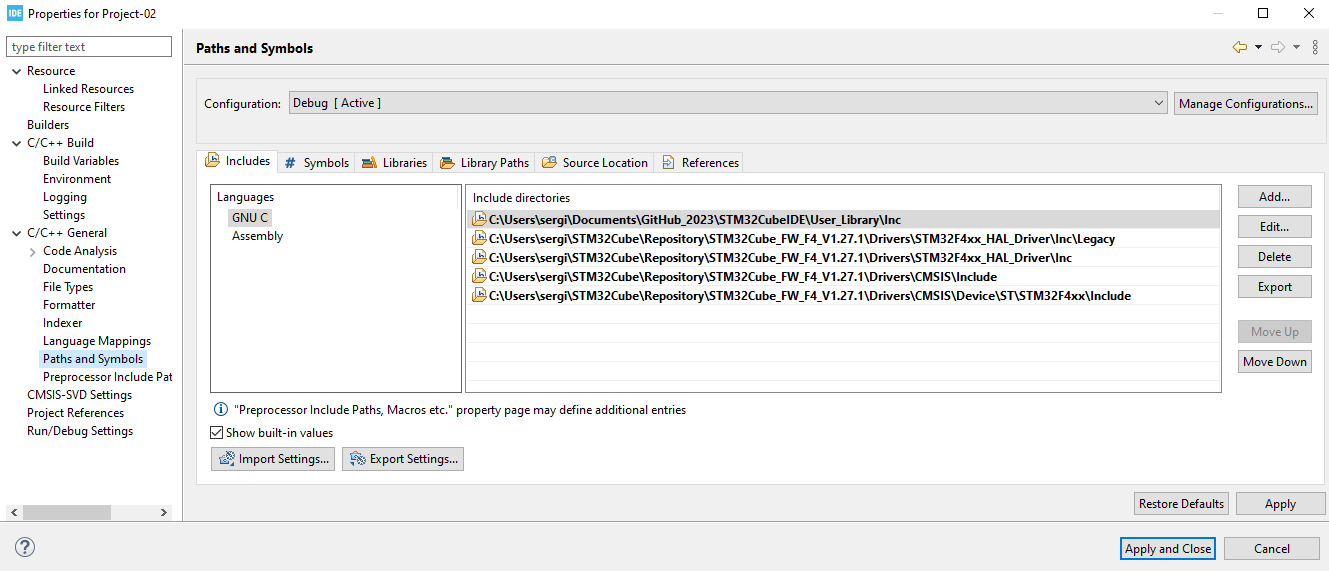 IDE Properties for Project-02
type filter text
Resource
Linked Resources
Resource Filters
Builders
C/C++ Build
Build Variables
Environment
Logging
Settings
C/C++ General
Code Analysis
Documentation
File Types
Formatter
Indexer
Language Mappings
Paths and Symbols
Preprocessor Include Pat
CMSIS-SVD Settings
Project References
Run/Debug Settings
Paths and Symbols
Configuration: Debug [ Active ] Manage Configurations...
Includes # Symbols Libraries Library Paths Source Location References
Languages
GNU C
Assembly
Include directories
C:\Users\sergi\Documents\GitHub_2023\STM32CubeIDE\User_Library\Inc
C:\Users\sergi\STM32Cube\Repository\STM32Cube_FW_F4_V1.27.1\Drivers\STM32F4xx_HAL_Driver\Inc\Legacy
C:\Users\sergi\STM32Cube\Repository\STM32Cube_FW_F4_V1.27.1\Drivers\STM32F4xx_HAL_Driver\Inc
C:\Users\sergi\STM32Cube\Repository\STM32Cube_FW_F4_V1.27.1\Drivers\CMSIS\Include
C:\Users\sergi\STM32Cube\Repository\STM32Cube_FW_F4_V1.27.1\Drivers\CMSIS\Device\ST\STM32F4xx\Include
Add...
Edit...
Delete
Export
Move Up
Move Down
"Preprocessor Include Paths, Macros etc." property page may define additional entries
Show built-in values
Import Settings... Export Settings...
Restore Defaults Apply
? Apply and Close Cancel